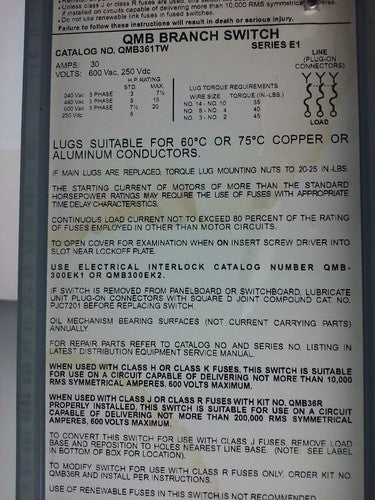 • Unless class J or class R fuses are used, this switch is not
installed on circuits capable of delivering more than 10,000 RMS symmetrical amperes.
• Do not use renewable link fuses in fused switches.
Failure to follow these instructions will result in death or serious injury.
QMB BRANCH SWITCH
CATALOG NO. QMB361TW SERIES E1
AMPS: 30
VOLTS: 600 Vac, 250 Vdc
LINE
(PLUG-ON
CONNECTORS)
LOAD
H.P. RATING
STD. MAX.
240 Vac 3 PHASE 3 7½
480 Vac 3 PHASE 5 15
600 Vac 3 PHASE 7½ 20
250 Vdc 5
LUG TORQUE REQUIREMENTS
WIRE SIZE TORQUE (IN.-LBS.)
NO. 14 - NO. 10 35
NO. 8 - NO. 4 40
NO. 3 - NO. 2 45
LUGS SUITABLE FOR 60°C OR 75°C COPPER OR
ALUMINUM CONDUCTORS.
IF MAIN LUGS ARE REPLACED, TORQUE LUG MOUNTING NUTS TO 20-25 IN-LBS.
THE STARTING CURRENT OF MOTORS OF MORE THAN THE STANDARD
HORSEPOWER RATINGS MAY REQUIRE THE USE OF FUSES WITH APPROPRIATE
TIME DELAY CHARACTERISTICS.
CONTINUOUS LOAD CURRENT NOT TO EXCEED 80 PERCENT OF THE RATING
OF FUSES EMPLOYED IN OTHER THAN MOTOR CIRCUITS.
TO OPEN COVER FOR EXAMINATION WHEN ON INSERT SCREW DRIVER INTO
SLOT NEAR LOCKOFF PLATE.
USE ELECTRICAL INTERLOCK CATALOG NUMBER QMB-
300EK1 OR QMB300EK2.
IF SWITCH IS REMOVED FROM PANELBOARD OR SWITCHBOARD, LUBRICATE
UNIT PLUG-ON CONNECTORS WITH SQUARE D JOINT COMPOUND CAT. NO.
PJC7201 BEFORE REPLACING SWITCH.
OIL MECHANISM BEARING SURFACES (NOT CURRENT CARRYING PARTS)
ANNUALLY.
FOR REPAIR PARTS REFER TO CATALOG NO. AND SERIES NO. LISTING IN
LATEST DISTRIBUTION EQUIPMENT SERVICE MANUAL.
WHEN USED WITH CLASS H OR CLASS K FUSES, THIS SWITCH IS SUITABLE
FOR USE ON A CIRCUIT CAPABLE OF DELIVERING NOT MORE THAN 10,000
RMS SYMMETRICAL AMPERES, 600 VOLTS MAXIMUM.
WHEN USED WITH CLASS J OR CLASS R FUSES WITH KIT NO. QMB36R
PROPERLY INSTALLED, THIS SWITCH IS SUITABLE FOR USE ON A CIRCUIT
CAPABLE OF DELIVERING NOT MORE THAN 200,000 RMS SYMMETRICAL
AMPERES, 600 VOLTS MAXIMUM.
TO CONVERT THIS SWITCH FOR USE WITH CLASS J FUSES, REMOVE LOAD
BASE AND REPOSITION TO HOLES NEAREST LINE BASE. (NOTE: SEE LABEL
IN BOTTOM OF BOX FOR LOCATION).
TO MODIFY SWITCH FOR USE WITH CLASS R FUSES ONLY, ORDER KIT NO.
QMB36R AND INSTALL PER INSTRUCTIONS.
USE OF RENEWABLE FUSES IN THIS SWITCH IS NOT RECOMMENDED.